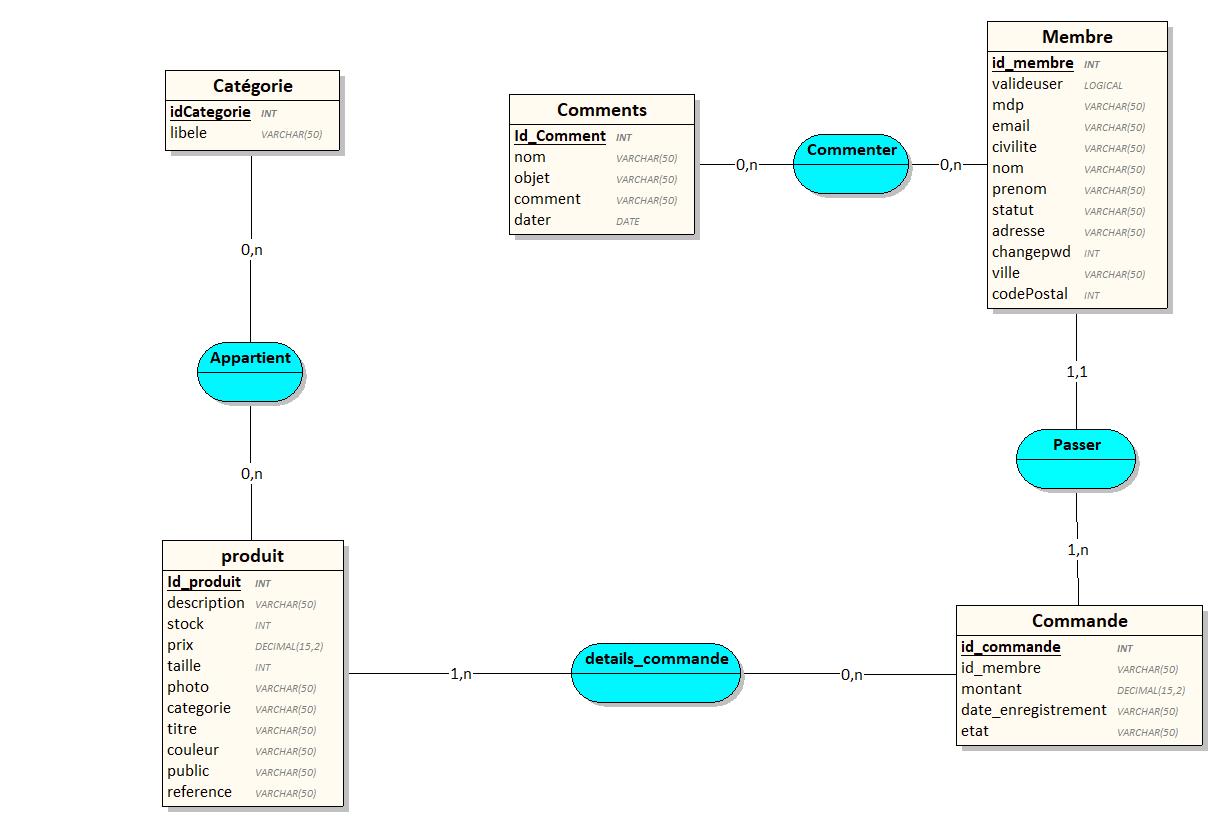 Catégorie
idCategorie INT
libele VARCHAR(50)
0,n
Appartient
0,n
produit
Id_produit INT
description VARCHAR(50)
stock INT
prix DECIMAL(15,2)
taille INT
photo VARCHAR(50)
categorie VARCHAR(50)
titre VARCHAR(50)
couleur VARCHAR(50)
public VARCHAR(50)
reference VARCHAR(50)
Comments
Id_Comment INT
nom VARCHAR(50)
objet VARCHAR(50)
comment VARCHAR(50)
dater DATE
0,n
Commenter
0,n
Membre
id_membre INT
valideuser LOGICAL
mdp VARCHAR(50)
email VARCHAR(50)
civilite VARCHAR(50)
nom VARCHAR(50)
prenom VARCHAR(50)
statut VARCHAR(50)
adresse VARCHAR(50)
changepwd INT
ville VARCHAR(50)
codePostal INT
1,1
Passer
1,n
1,n
details_commande
0,n
Commande
id_commande INT
id_membre VARCHAR(50)
montant DECIMAL(15,2)
date_enregistrement VARCHAR(50)
etat VARCHAR(50)